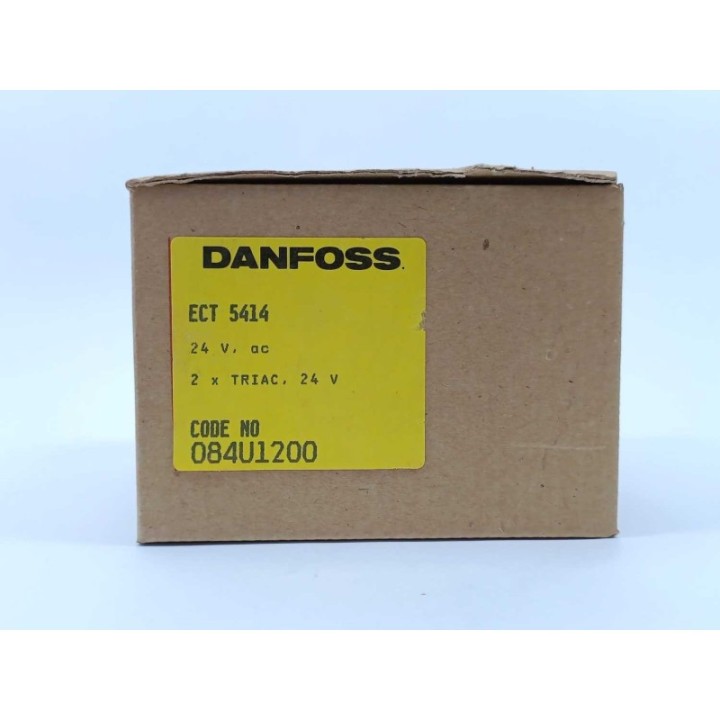 DANFOSS
ECT 5414
24 V, ac
2 x TRIAC, 24 V
CODE NO
084U1200